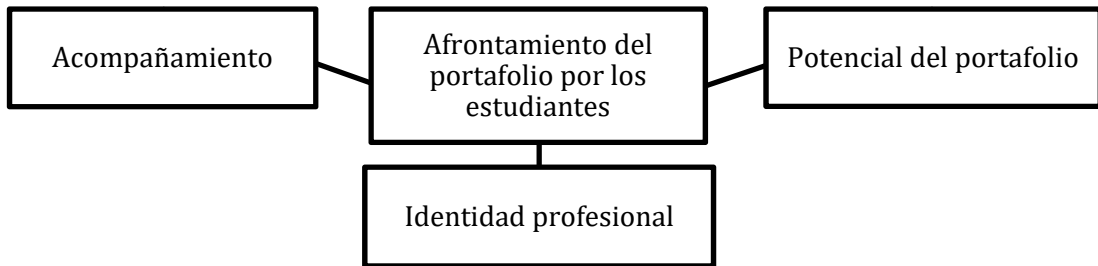 Acompañamiento
Afrontamiento del
portafolio por los
estudiantes
Potencial del portafolio
Identidad profesional